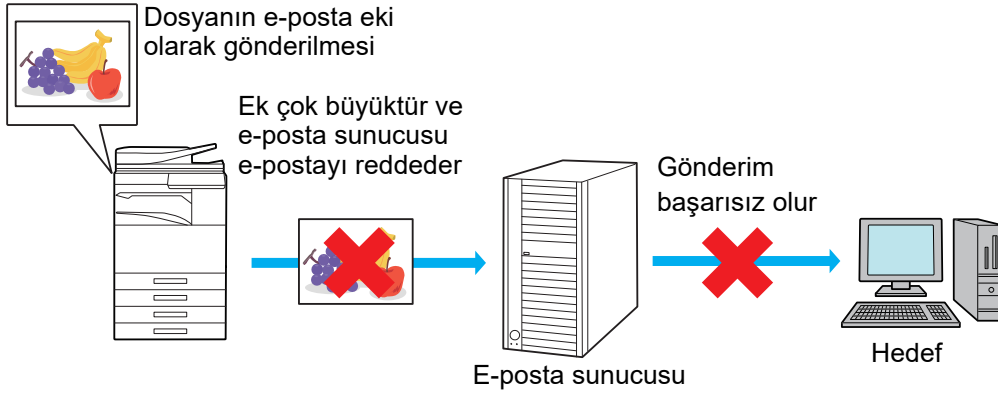 Dosyanın e-posta eki
olarak gönderilmesi
Ek çok büyüktür ve
e-posta sunucusu
e-postayı reddeder
Gönderim
başarısız olur
Hedef
E-posta sunucusu